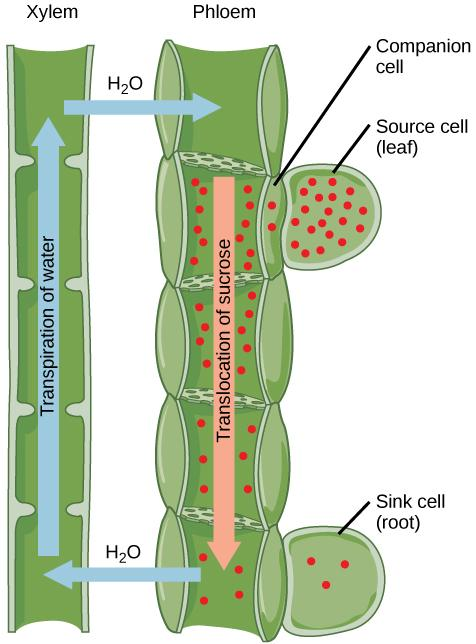 Xylem
Phloem
H₂O
Companion
cell
Source cell
(leaf)
Transpiration of water
Translocation of sucrose
Sink cell
(root)
H₂O